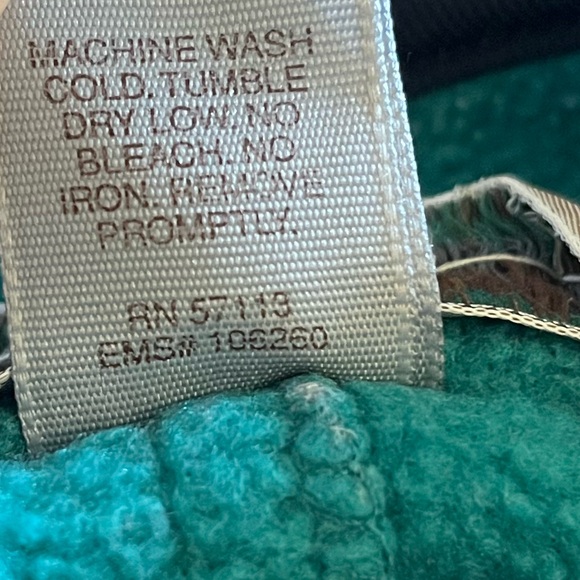 MACHINE WASH
COLD. TUMBLE
DRY LOW. NO
BLEACH. NO
IRON. REMOVE
PROMPTLY.
RN 57113
EMS# 106260